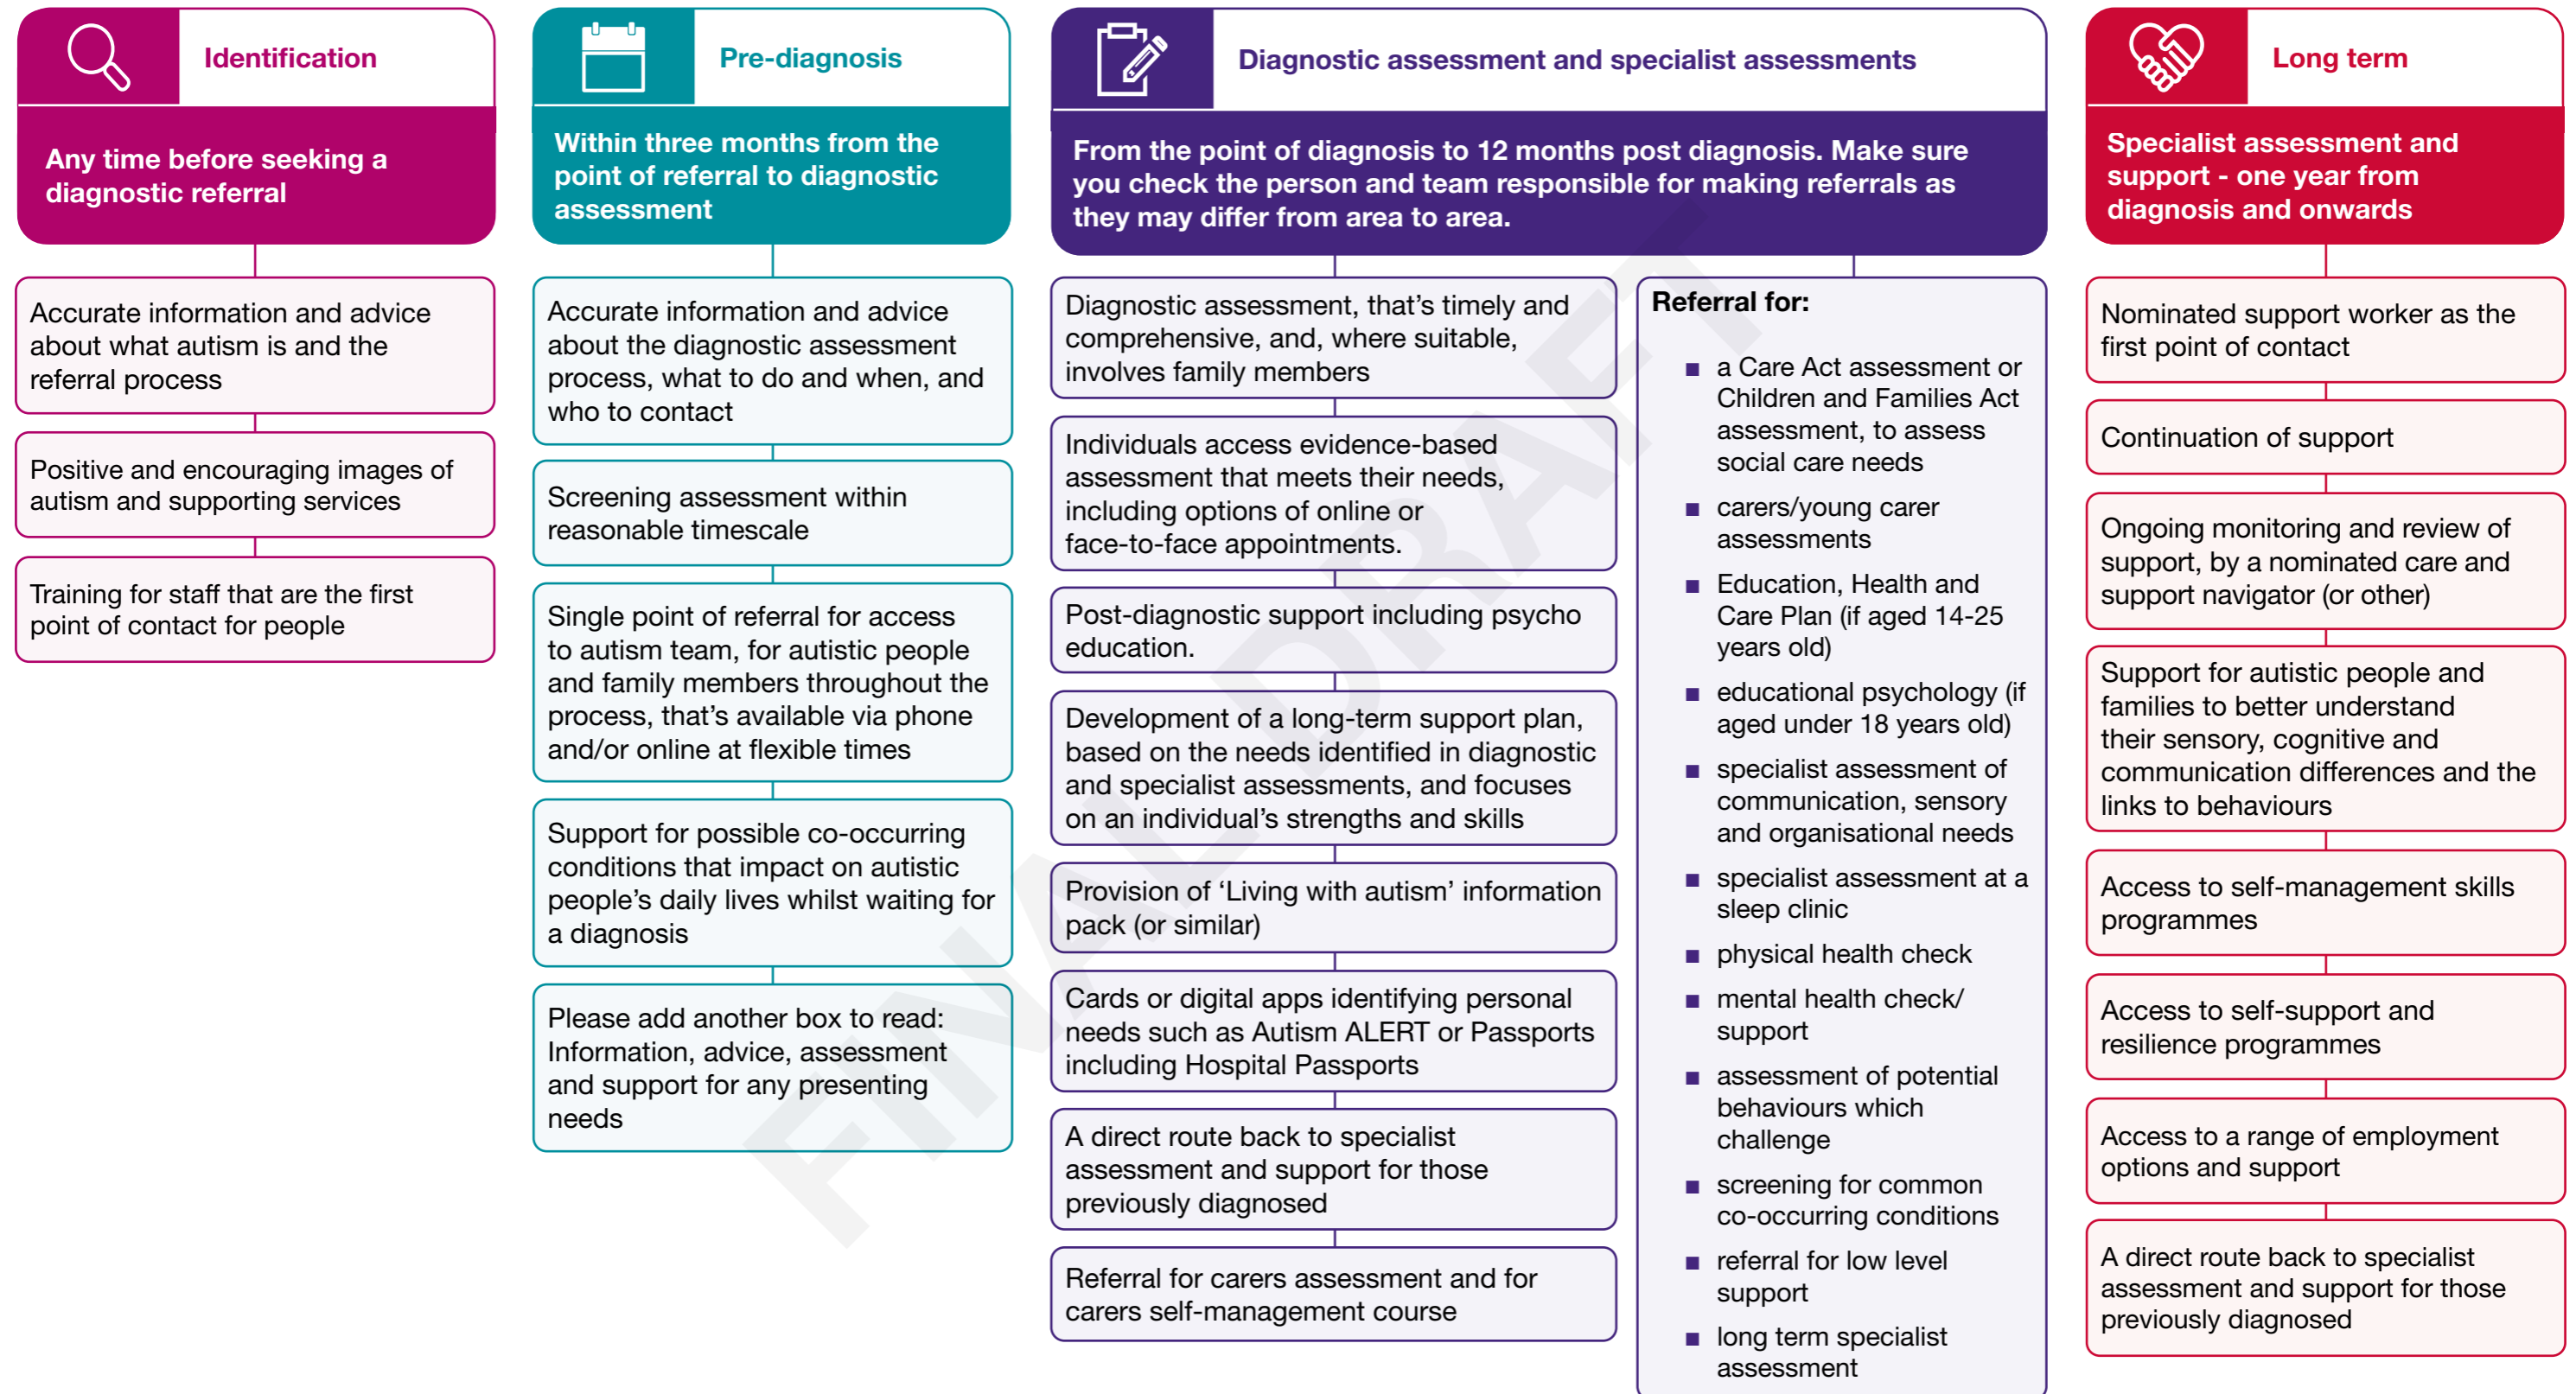 Identification
Any time before seeking a
diagnostic referral
Accurate information and advice
about what autism is and the
referral process
Positive and encouraging images of
autism and supporting services
Training for staff that are the first
point of contact for people
Pre-diagnosis
Within three months from the
point of referral to diagnostic
assessment
Accurate information and advice
about the diagnostic assessment
process, what to do and when, and
who to contact
Screening assessment within
reasonable timescale
Single point of referral for access
to autism team, for autistic people
and family members throughout the
process, that's available via phone
and/or online at flexible times
Support for possible co-occurring
conditions that impact on autistic
people's daily lives whilst waiting for
a diagnosis
Please add another box to read:
Information, advice, assessment
and support for any presenting
needs
Diagnostic assessment and specialist assessments
From the point of diagnosis to 12 months post diagnosis. Make sure
you check the person and team responsible for making referrals as
they may differ from area to area.
Diagnostic assessment, that's timely and
comprehensive, and, where suitable,
involves family members
Individuals access evidence-based
assessment that meets their needs,
including options of online or
face-to-face appointments.
Post-diagnostic support including psycho
education.
Development of a long-term support plan,
based on the needs identified in diagnostic
and specialist assessments, and focuses
on an individual's strengths and skills
Provision of 'Living with autism' information
pack (or similar)
Cards or digital apps identifying personal
needs such as Autism ALERT or Passports
including Hospital Passports
A direct route back to specialist
assessment and support for those
previously diagnosed
Referral for carers assessment and for
carers self-management course
Referral for:
■ a Care Act assessment or
Children and Families Act
assessment, to assess
social care needs
■ carers/young carer
assessments
■ Education, Health and
Care Plan (if aged 14-25
years old)
■ educational psychology (if
aged under 18 years old)
■ specialist assessment of
communication, sensory
and organisational needs
■ specialist assessment at a
sleep clinic
■ physical health check
■ mental health check/
support
■ assessment of potential
behaviours which
challenge
■ screening for common
co-occurring conditions
■ referral for low level
support
■ long term specialist
assessment
Long term
Specialist assessment and
support - one year from
diagnosis and onwards
Nominated support worker as the
first point of contact
Continuation of support
Ongoing monitoring and review of
support, by a nominated care and
support navigator (or other)
Support for autistic people and
families to better understand
their sensory, cognitive and
communication differences and the
links to behaviours
Access to self-management skills
programmes
Access to self-support and
resilience programmes
Access to a range of employment
options and support
A direct route back to specialist
assessment and support for those
previously diagnosed
FINAL DRAFT